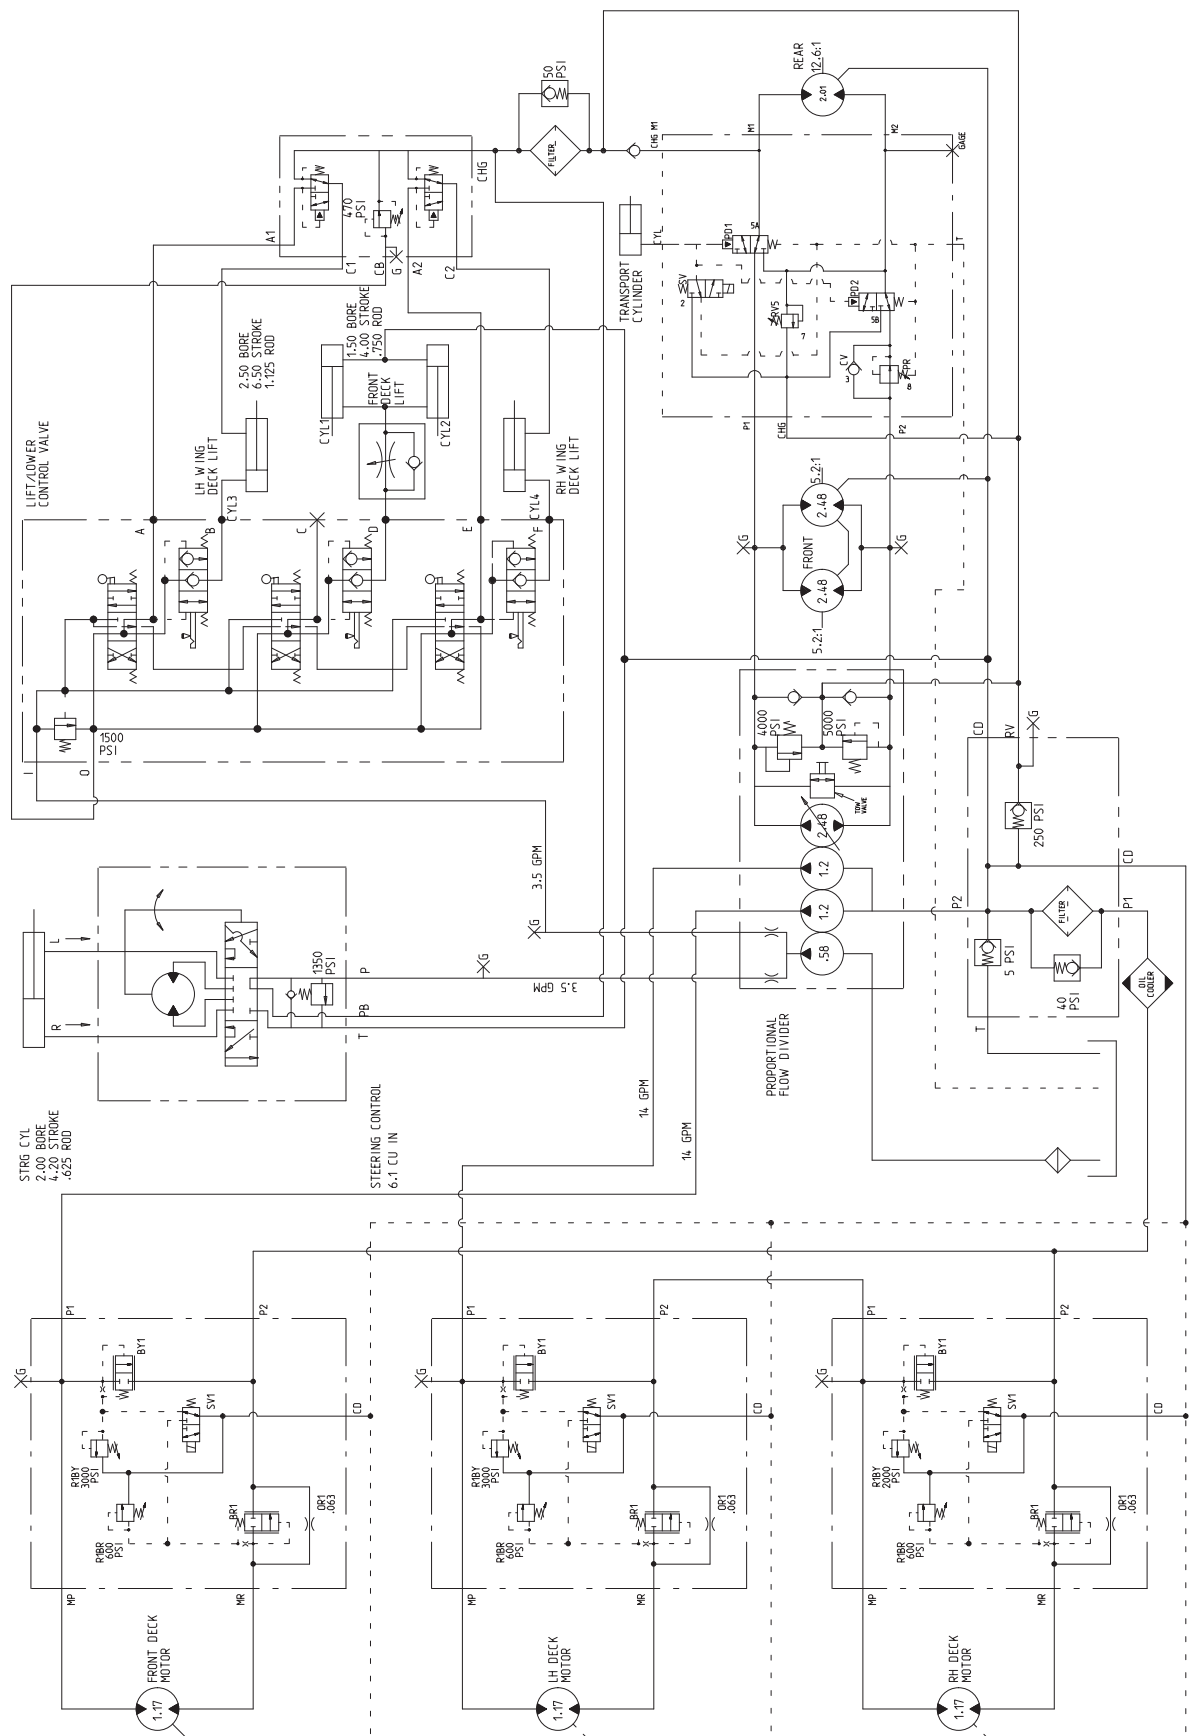 REAR
12.6:1
2.01
50
PSI
FILTER
CHG M1
M1
M2
GAGE
CHG
470
PSI
A1
C1
CB
G
A2
C2
CYL
TRANSPORT
CYLINDER
PD1
5A
SV
2
RV5
7
PD2
5B
CV
3
PR
8
T
P1
CHG
P2
LIFT/LOWER
CONTROL VALVE
2.50 BORE
6.50 STROKE
1.125 ROD
1.50 BORE
4.00 STROKE
.750 ROD
CYL1
FRONT
DECK
LIFT
CYL2
LH WING
DECK LIFT
CYL3
RH WING
DECK LIFT
CYL4
A
B
C
D
E
F
I
O
1500
PSI
5.2:1
2.48
FRONT
2.48
5.2:1
G
G
4000
PSI
5000
PSI
TOW
VALVE
2.48
1.2
1.2
.58
CD
RV
G
250 PSI
CD
P2
5 PSI
FILTER
P1
40
PSI
OIL
COOLER
T
3.5 GPM
G
G
3.5 GPM
L
R
1350
PSI
P
PB
T
STRG CYL
2.00 BORE
4.20 STROKE
.625 ROD
STEERING CONTROL
6.1 CU IN
PROPORTIONAL
FLOW DIVIDER
14 GPM
14 GPM
G
P1
P2
BY1
SV1
CD
R1BY
3000
PSI
R1BR
600
PSI
BR1
OR1
.063
MP
MR
FRONT DECK
MOTOR
1.17
G
P1
P2
BY1
SV1
CD
R1BY
3000
PSI
R1BR
600
PSI
BR1
OR1
.063
MP
MR
LH DECK
MOTOR
1.17
G
P1
P2
BY1
SV1
CD
R1BY
2000
PSI
R1BR
600
PSI
BR1
OR1
.063
MP
MR
RH DECK
MOTOR
1.17